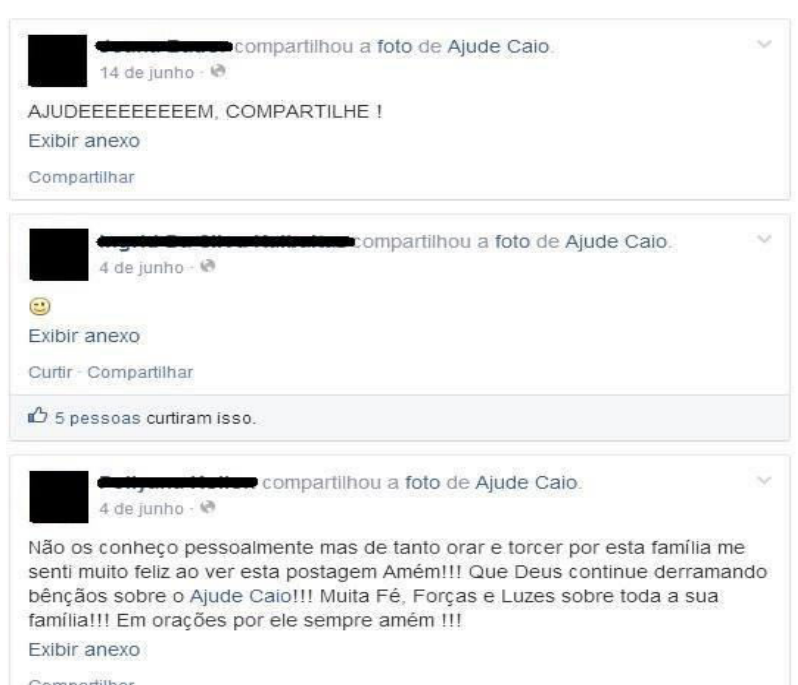 compartilhou a foto de Ajude Caio.
14 de junho ·
AJUDEEEEEEEEEM, COMPARTILHE !
Exibir anexo
Compartilhar
compartilhou a foto de Ajude Caio.
4 de junho ·
Exibir anexo
Curtir · Compartilhar
5 pessoas curtiram isso.
compartilhou a foto de Ajude Caio.
4 de junho ·
Não os conheço pessoalmente mas de tanto orar e torcer por esta família me
senti muito feliz ao ver esta postagem Amém!!! Que Deus continue derramando
bênçãos sobre o Ajude Caio!!! Muita Fé, Forças e Luzes sobre toda a sua
família!!! Em orações por ele sempre amém !!!
Exibir anexo
Compartilhar